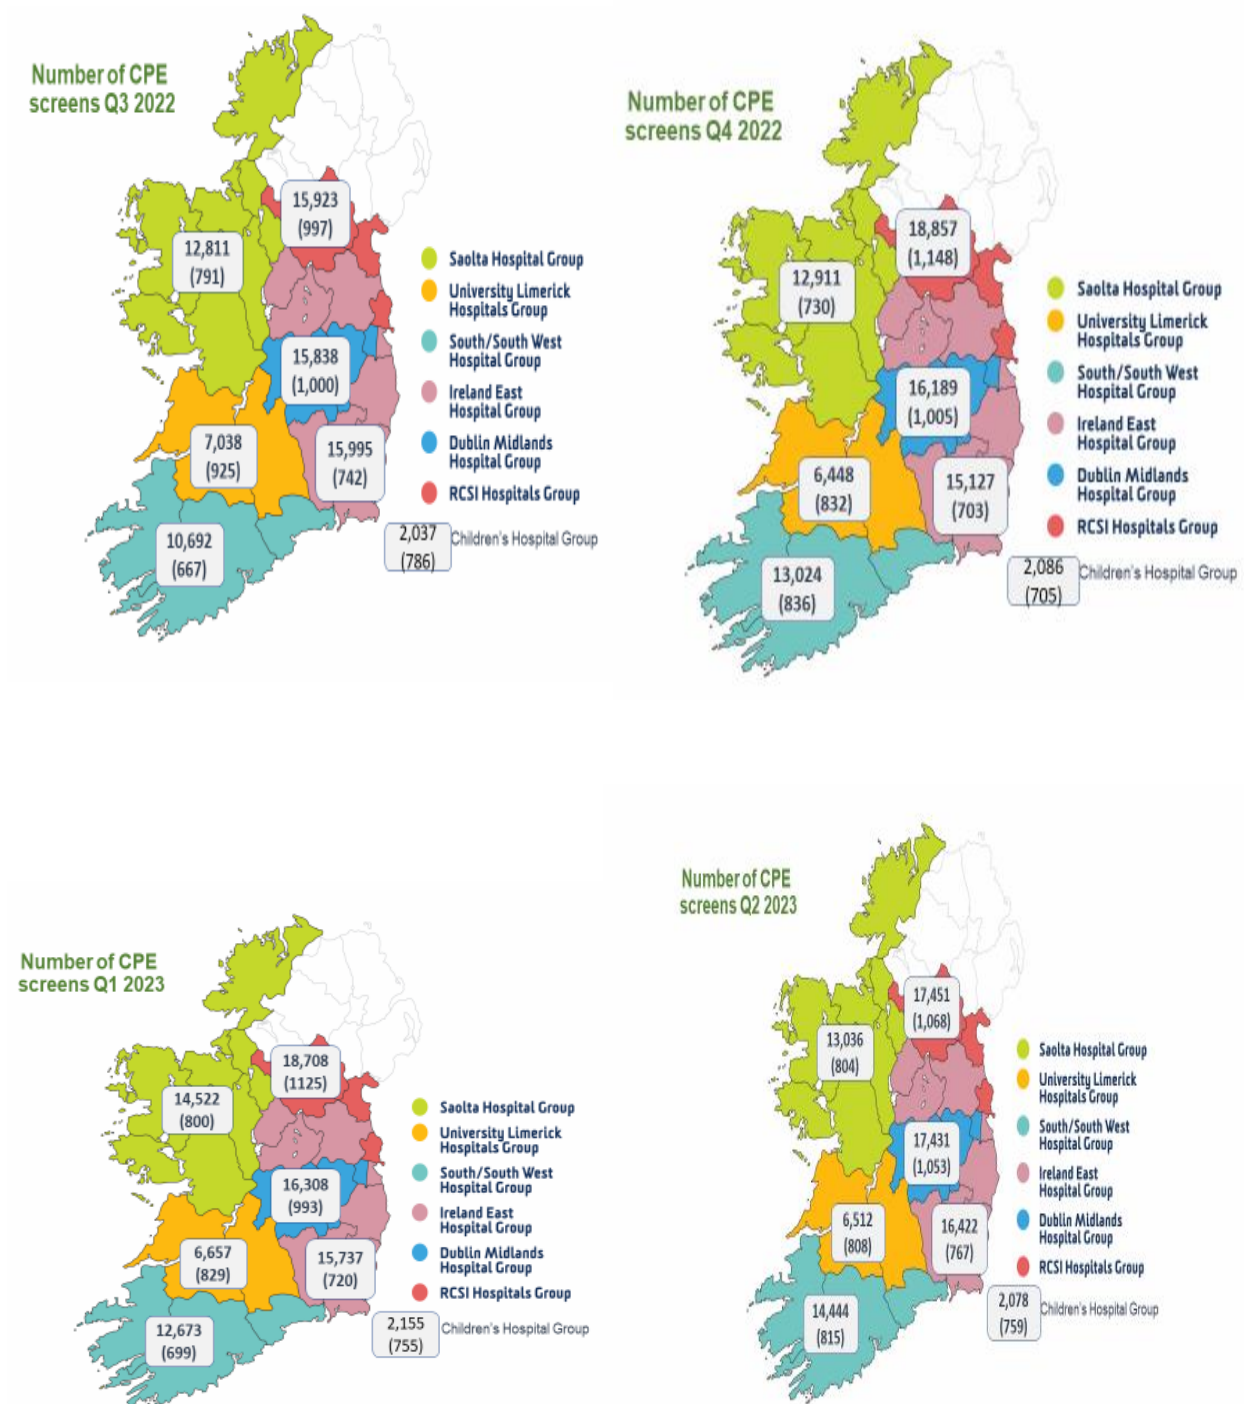 Number of CPE
screens Q3 2022
15,923
(997)
12,811
(791)
15,838
(1,000)
7,038
(925)
15,995
(742)
10,692
(667)
2,037
(786)
Saolta Hospital Group
University Limerick
Hospitals Group
South/South West
Hospital Group
Ireland East
Hospital Group
Dublin Midlands
Hospital Group
RCSI Hospitals Group
Children's Hospital Group
Number of CPE
screens Q4 2022
18,857
(1,148)
12,911
(730)
16,189
(1,005)
6,448
(832)
15,127
(703)
13,024
(836)
2,086
(705)
Saolta Hospital Group
University Limerick
Hospitals Group
South/South West
Hospital Group
Ireland East
Hospital Group
Dublin Midlands
Hospital Group
RCSI Hospitals Group
Children's Hospital Group
Number of CPE
screens Q1 2023
18,708
(1125)
14,522
(800)
16,308
(993)
6,657
(829)
15,737
(720)
12,673
(699)
2,155
(755)
Saolta Hospital Group
University Limerick
Hospitals Group
South/South West
Hospital Group
Ireland East
Hospital Group
Dublin Midlands
Hospital Group
RCSI Hospitals Group
Children's Hospital Group
Number of CPE
screens Q2 2023
17,451
(1,068)
13,036
(804)
17,431
(1,053)
6,512
(808)
16,422
(767)
14,444
(815)
2,078
(759)
Saolta Hospital Group
University Limerick
Hospitals Group
South/South West
Hospital Group
Ireland East
Hospital Group
Dublin Midlands
Hospital Group
RCSI Hospitals Group
Children's Hospital Group